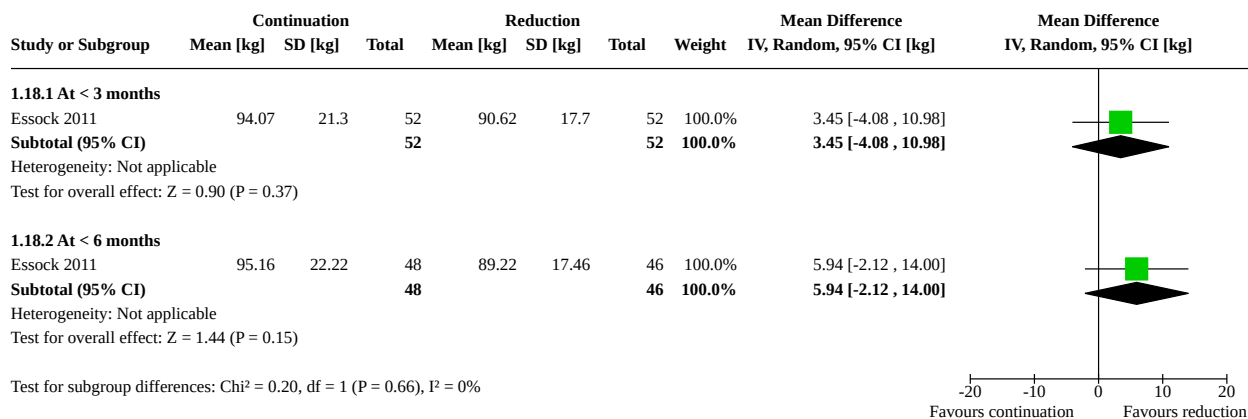 Continuation Reduction Mean Difference Mean Difference
Study or Subgroup Mean [kg] SD [kg] Total Mean [kg] SD [kg] Total Weight IV, Random, 95% CI [kg] IV, Random, 95% CI [kg]
1.18.1 At < 3 months
Essock 2011 94.07 21.3 52 90.62 17.7 52 100.0% 3.45 [-4.08 , 10.98]
Subtotal (95% CI) 52 52 100.0% 3.45 [-4.08 , 10.98]
Heterogeneity: Not applicable
Test for overall effect: Z = 0.90 (P = 0.37)
1.18.2 At < 6 months
Essock 2011 95.16 22.22 48 89.22 17.46 46 100.0% 5.94 [-2.12 , 14.00]
Subtotal (95% CI) 48 46 100.0% 5.94 [-2.12 , 14.00]
Heterogeneity: Not applicable
Test for overall effect: Z = 1.44 (P = 0.15)
Test for subgroup differences: Chi² = 0.20, df = 1 (P = 0.66), I² = 0%
-20 -10 0 10 20
Favours continuation Favours reduction